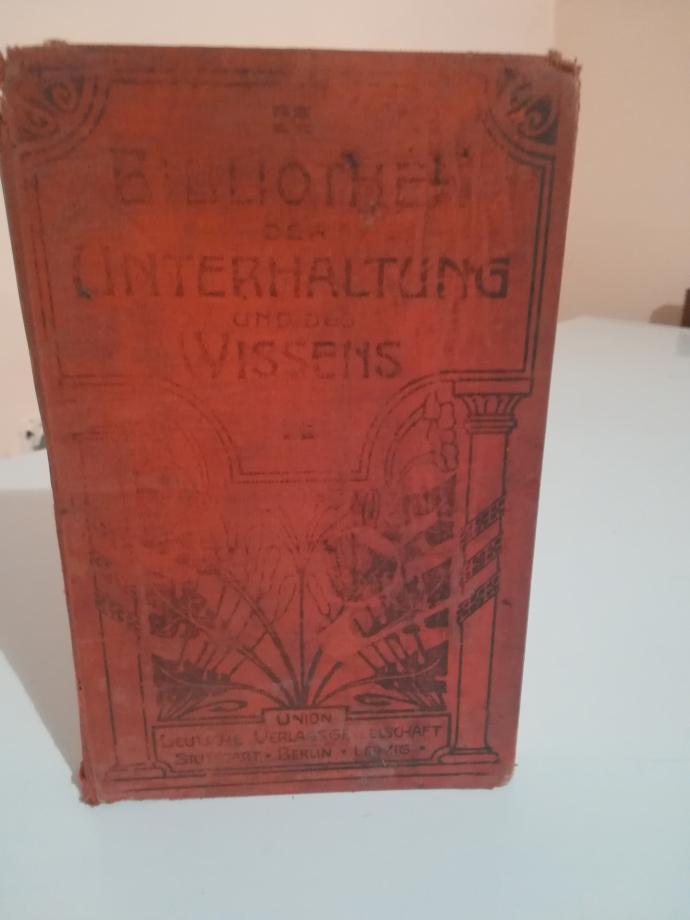 BIBLIOTHEK
DER
UNTERHALTUNG
UND DES
WISSENS
UNION
DEUTSCHE VERLAGSGESELLSCHAFT
STUTTGART • BERLIN • LEIPZIG •